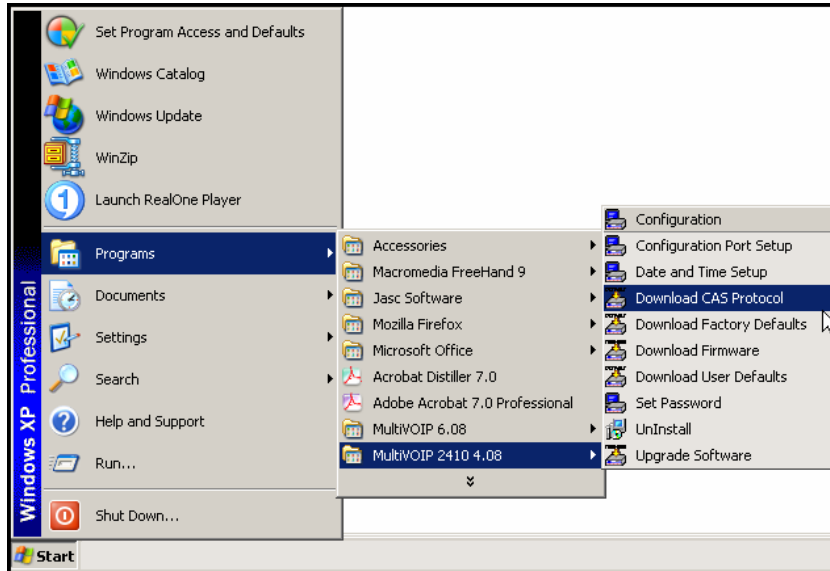 Set Program Access and Defaults
Windows Catalog
Windows Update
WinZip
Launch RealOne Player
Programs
Documents
Settings
Search
Help and Support
Run...
Shut Down...
Windows XP Professional
Start
Accessories
Macromedia FreeHand 9
Jasc Software
Mozilla Firefox
Microsoft Office
Acrobat Distiller 7.0
Adobe Acrobat 7.0 Professional
MultiVOIP 6.08
MultiVOIP 2410 4.08
Configuration
Configuration Port Setup
Date and Time Setup
Download CAS Protocol
Download Factory Defaults
Download Firmware
Download User Defaults
Set Password
UnInstall
Upgrade Software